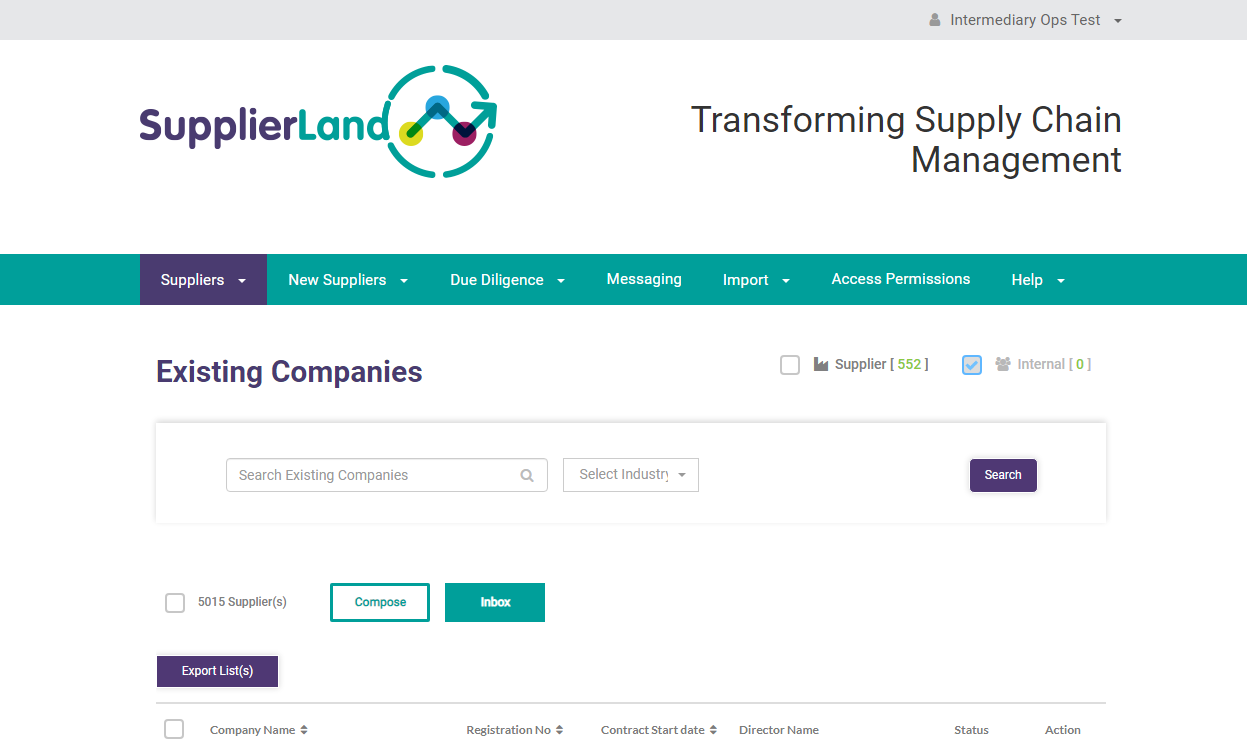 Intermediary Ops Test
SupplierLand
Transforming Supply Chain
Management
Suppliers New Suppliers Due Diligence Messaging Import Access Permissions Help
Existing Companies
Supplier [ 552 ] Internal [ 0 ]
Search Existing Companies Select Industry Search
5015 Supplier(s) Compose Inbox
Export List(s)
Company Name Registration No Contract Start date Director Name Status Action